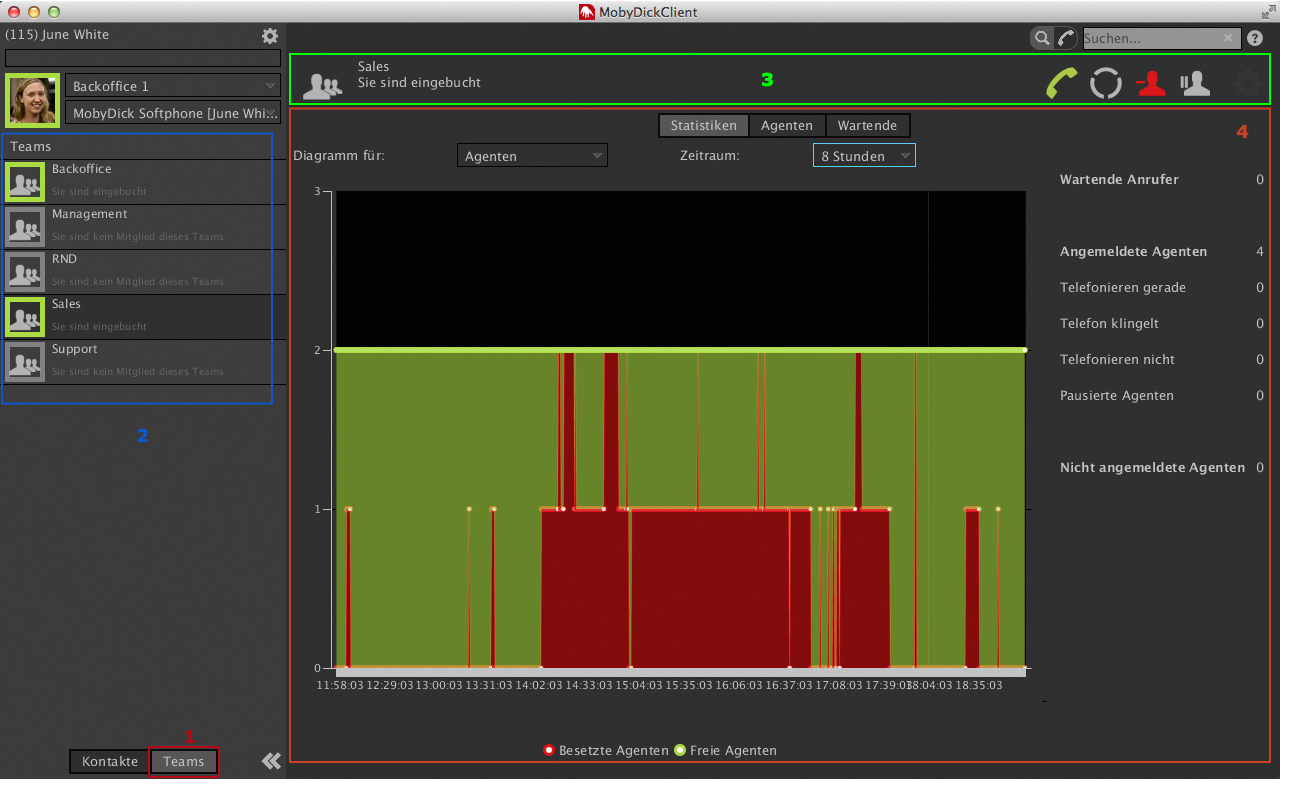 MobyDickClient
(115) June White
Suchen...
Backoffice 1
MobyDick Softphone [June Whi...
Teams
Backoffice
Sie sind eingebucht
Management
Sie sind kein Mitglied dieses Teams
RND
Sie sind kein Mitglied dieses Teams
Sales
Sie sind eingebucht
Support
Sie sind kein Mitglied dieses Teams
2
1
Kontakte Teams
Sales
Sie sind eingebucht
3
Statistiken Agenten Wartende
4
Diagramm für: Agenten Zeitraum: 8 Stunden
3
2
1
0
11:58:03 12:29:03 13:00:03 13:31:03 14:02:03 14:33:03 15:04:03 15:35:03 16:06:03 16:37:03 17:08:03 17:39:03 18:04:03 18:35:03
Besetzte Agenten Freie Agenten
Wartende Anrufer 0
Angemeldete Agenten 4
Telefonieren gerade 0
Telefon klingelt 0
Telefonieren nicht 0
Pausierte Agenten 0
Nicht angemeldete Agenten 0